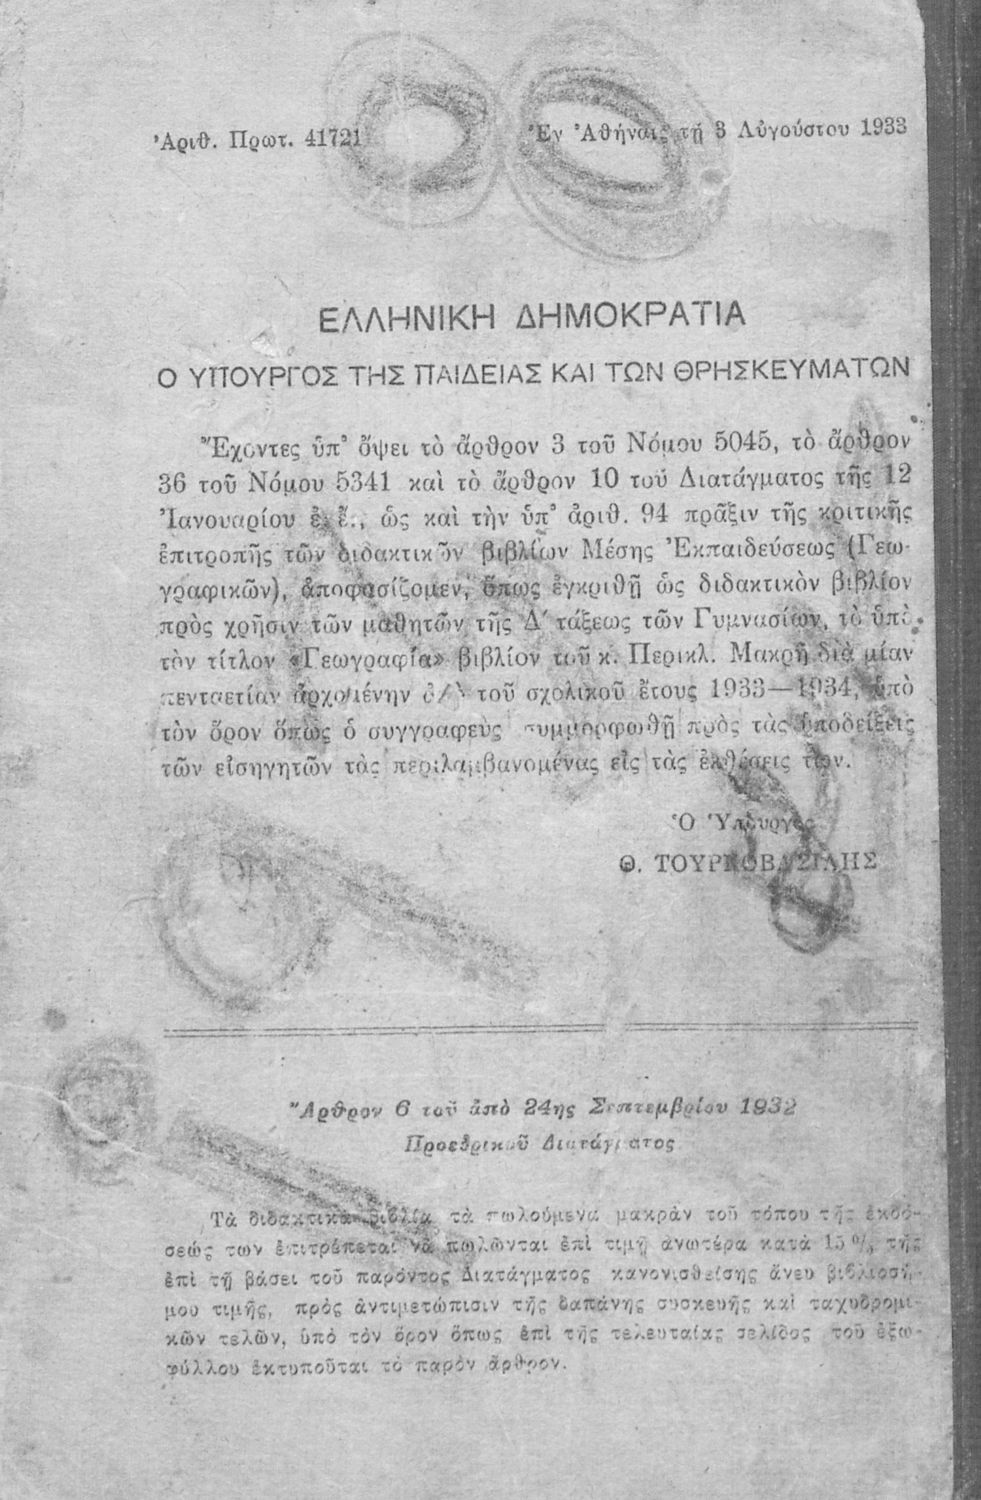 Ἀριθ. Πρωτ. 41721
Ἐν Ἀθήναις τῇ 3 Αὐγούστου 1933
ΕΛΛΗΝΙΚΗ ΔΗΜΟΚΡΑΤΙΑ
Ο ΥΠΟΥΡΓΟΣ ΤΗΣ ΠΑΙΔΕΙΑΣ ΚΑΙ ΤΩΝ ΘΡΗΣΚΕΥΜΑΤΩΝ
Ἔχοντες ὑπ' ὄψει τὸ ἄρθρον 3 τοῦ Νόμου 5045, τὸ ἄρθρον
36 τοῦ Νόμου 5341 καὶ τὸ ἄρθρον 10 τοῦ Διατάγματος τῆς 12
Ἰανουαρίου ἐ. ἔ., ὡς καὶ τὴν ὑπ' ἀριθ. 94 πρᾶξιν τῆς κριτικῆς
ἐπιτροπῆς τῶν διδακτικῶν βιβλίων Μέσης Ἐκπαιδεύσεως (Γεω-
γραφικῶν), ἀποφασίζομεν, ὅπως ἐγκριθῇ ὡς διδακτικὸν βιβλίον
πρὸς χρῆσιν τῶν μαθητῶν τῆς Δ΄ τάξεως τῶν Γυμνασίων, τὸ ὑπὸ
τὸν τίτλον «Γεωγραφία» βιβλίον τοῦ κ. Περικλ. Μακρῆ διὰ μίαν
πενταετίαν ἀρχομένην ἀπὸ τοῦ σχολικοῦ ἔτους 1933—1934, ὑπὸ
τὸν ὅρον ὅπως ὁ συγγραφεὺς συμμορφωθῇ πρὸς τὰς ὑποδείξεις
τῶν εἰσηγητῶν τὰς περιλαμβανομένας εἰς τὰς ἐκθέσεις των.
Ὁ Ὑπουργὸς
Θ. ΤΟΥΡΚΟΒΑΣΙΛΗΣ
Ἄρθρον 6 τοῦ ἀπὸ 24ης Σεπτεμβρίου 1932
Προεδρικοῦ Διατάγματος
Τὰ διδακτικὰ βιβλία τὰ πωλούμενα μακρὰν τοῦ τόπου τῆς ἐκδό-
σεώς των ἐπιτρέπεται νὰ πωλῶνται ἐπὶ τιμῇ ἀνωτέρᾳ κατὰ 15 % τῆς
ἐπὶ τῇ βάσει τοῦ παρόντος Διατάγματος κανονισθείσης ἄνευ βιβλιοσή-
μου τιμῆς, πρὸς ἀντιμετώπισιν τῆς δαπάνης συσκευῆς καὶ ταχυδρομι-
κῶν τελῶν, ὑπὸ τὸν ὅρον ὅπως ἐπὶ τῆς τελευταίας σελίδος τοῦ ἐξω-
φύλλου ἐκτυποῦται τὸ παρὸν ἄρθρον.